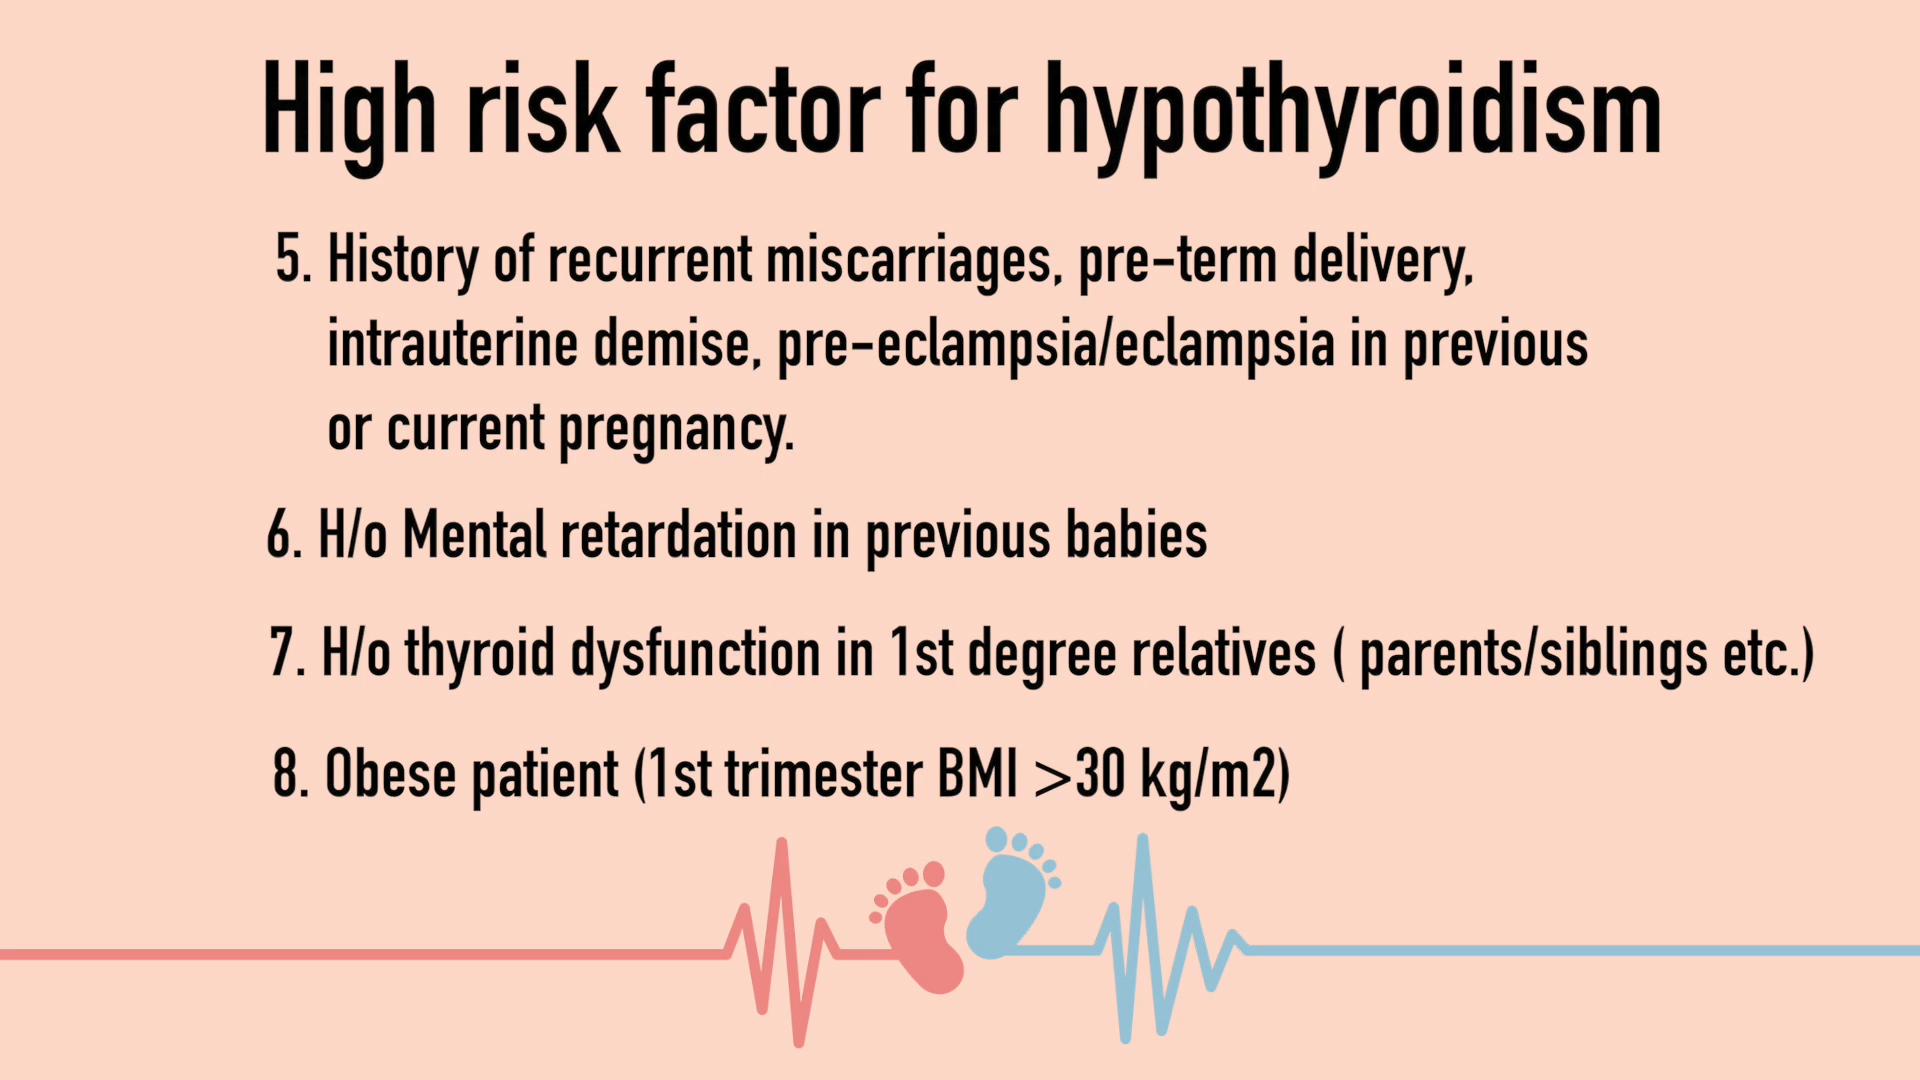 High risk factor for hypothyroidism
5. History of recurrent miscarriages, pre-term delivery,
intrauterine demise, pre-eclampsia/eclampsia in previous
or current pregnancy.
6. H/o Mental retardation in previous babies
7. H/o thyroid dysfunction in 1st degree relatives ( parents/siblings etc.)
8. Obese patient (1st trimester BMI >30 kg/m2)